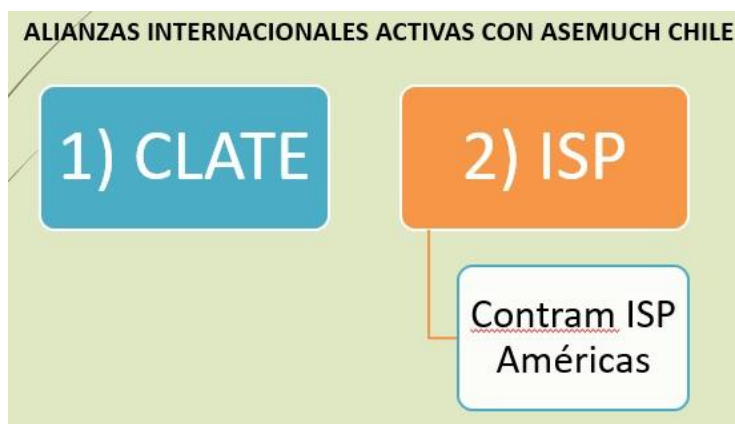 ALIANZAS INTERNACIONALES ACTIVAS CON ASEMUCH CHILE
1) CLATE
2) ISP
Contram ISP
Américas